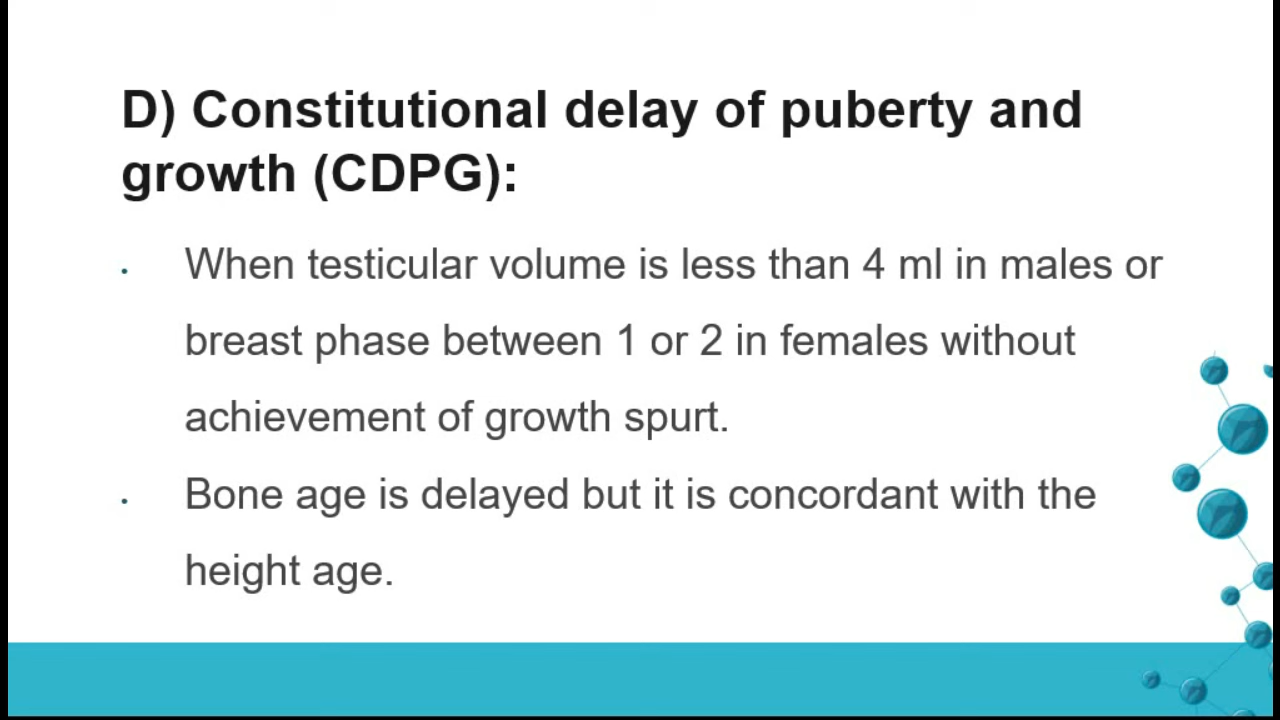 D) Constitutional delay of puberty and
growth (CDPG):
· When testicular volume is less than 4 ml in males or
breast phase between 1 or 2 in females without
achievement of growth spurt.
· Bone age is delayed but it is concordant with the
height age.